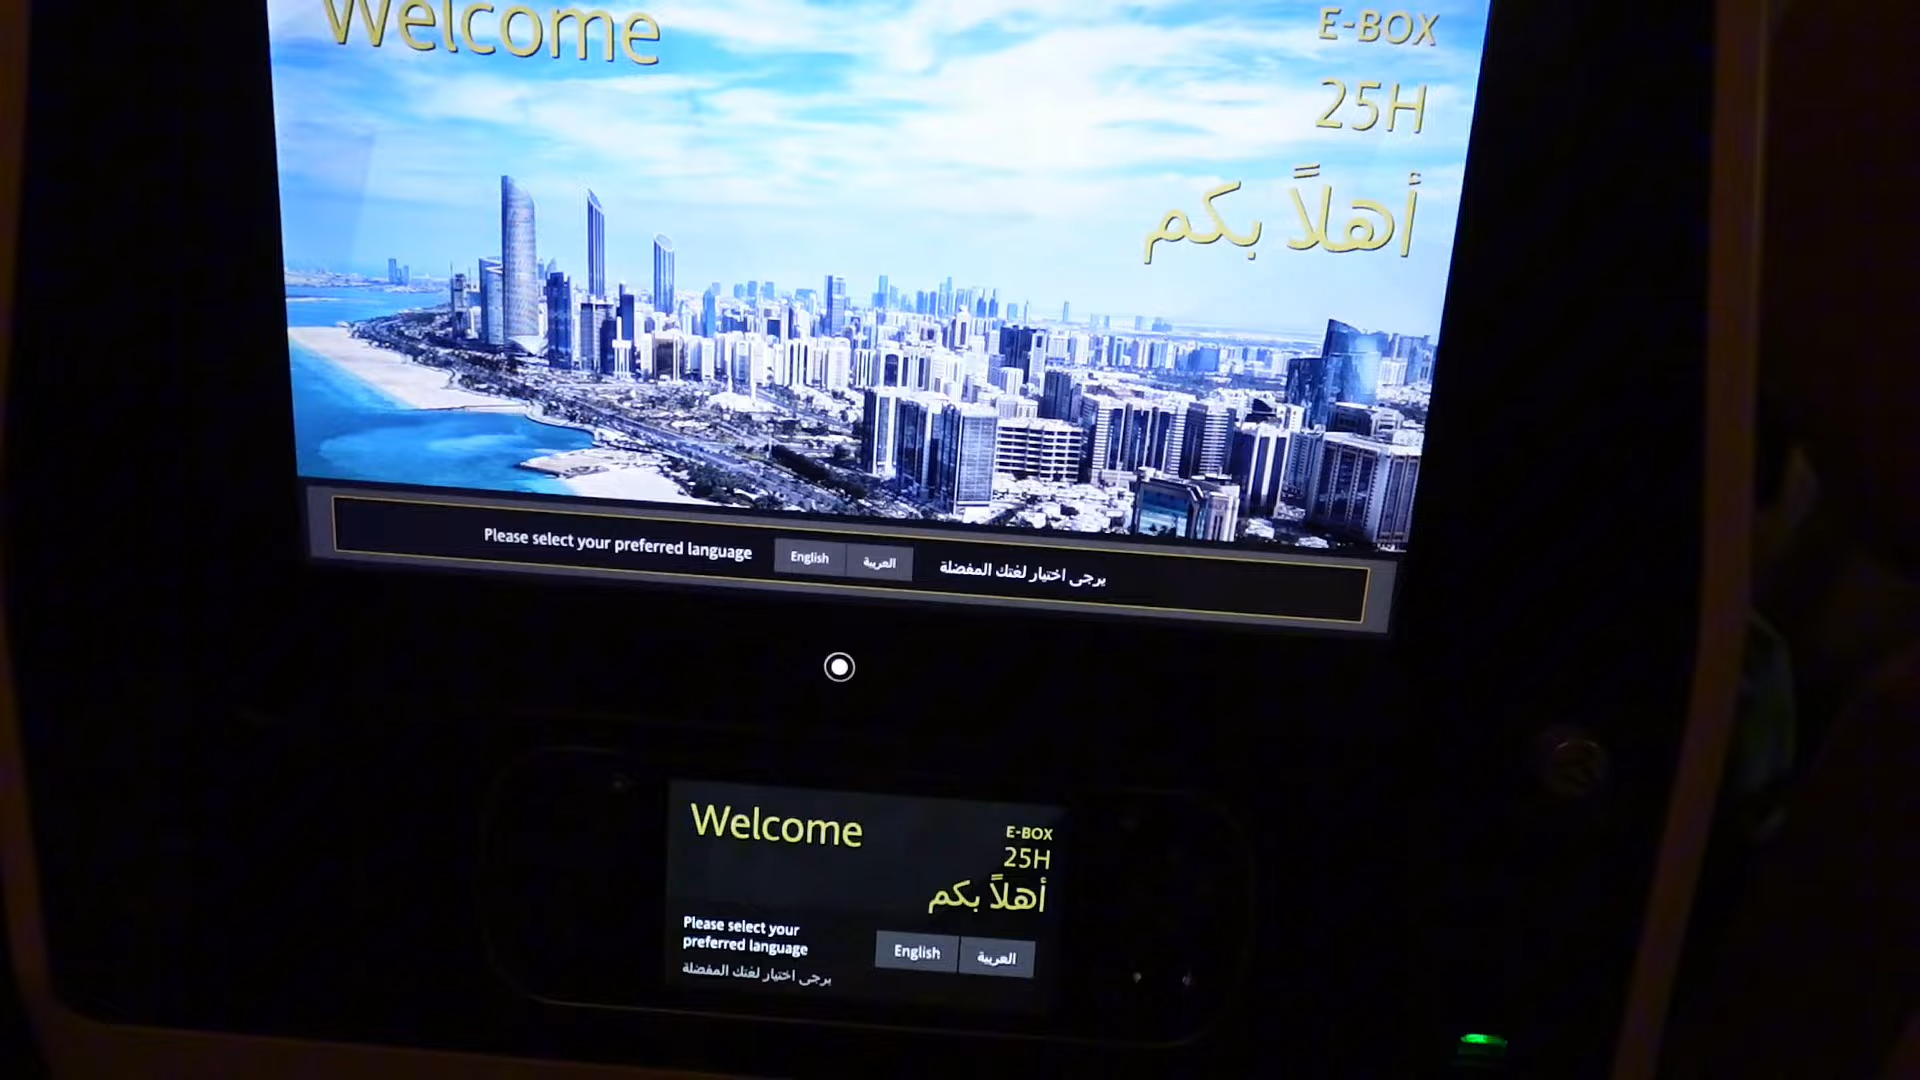 Welcome
E-BOX
25H
أهلاً بكم
Please select your preferred language
English
العربية
يرجى اختيار لغتك المفضلة
Welcome
E-BOX
25H
أهلاً بكم
Please select your
preferred language
يرجى اختيار لغتك المفضلة
English
العربية